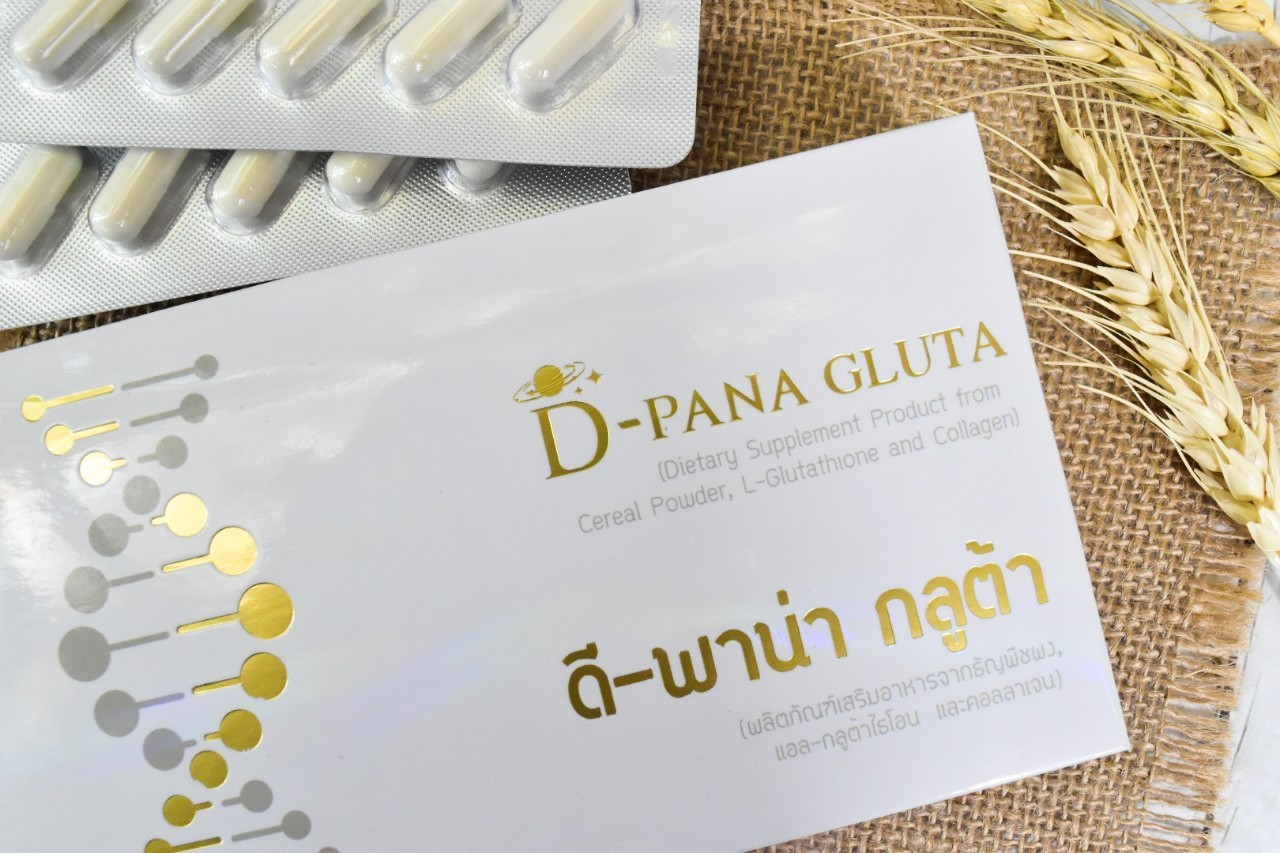 D-PANA GLUTA
(Dietary Supplement Product from
Cereal Powder, L-Glutathione and Collagen)
ดี-พาน่า กลูต้า
(ผลิตภัณฑ์เสริมอาหารจากธัญพืชผง,
แอล-กลูต้าไธโอน และคอลลาเจน)